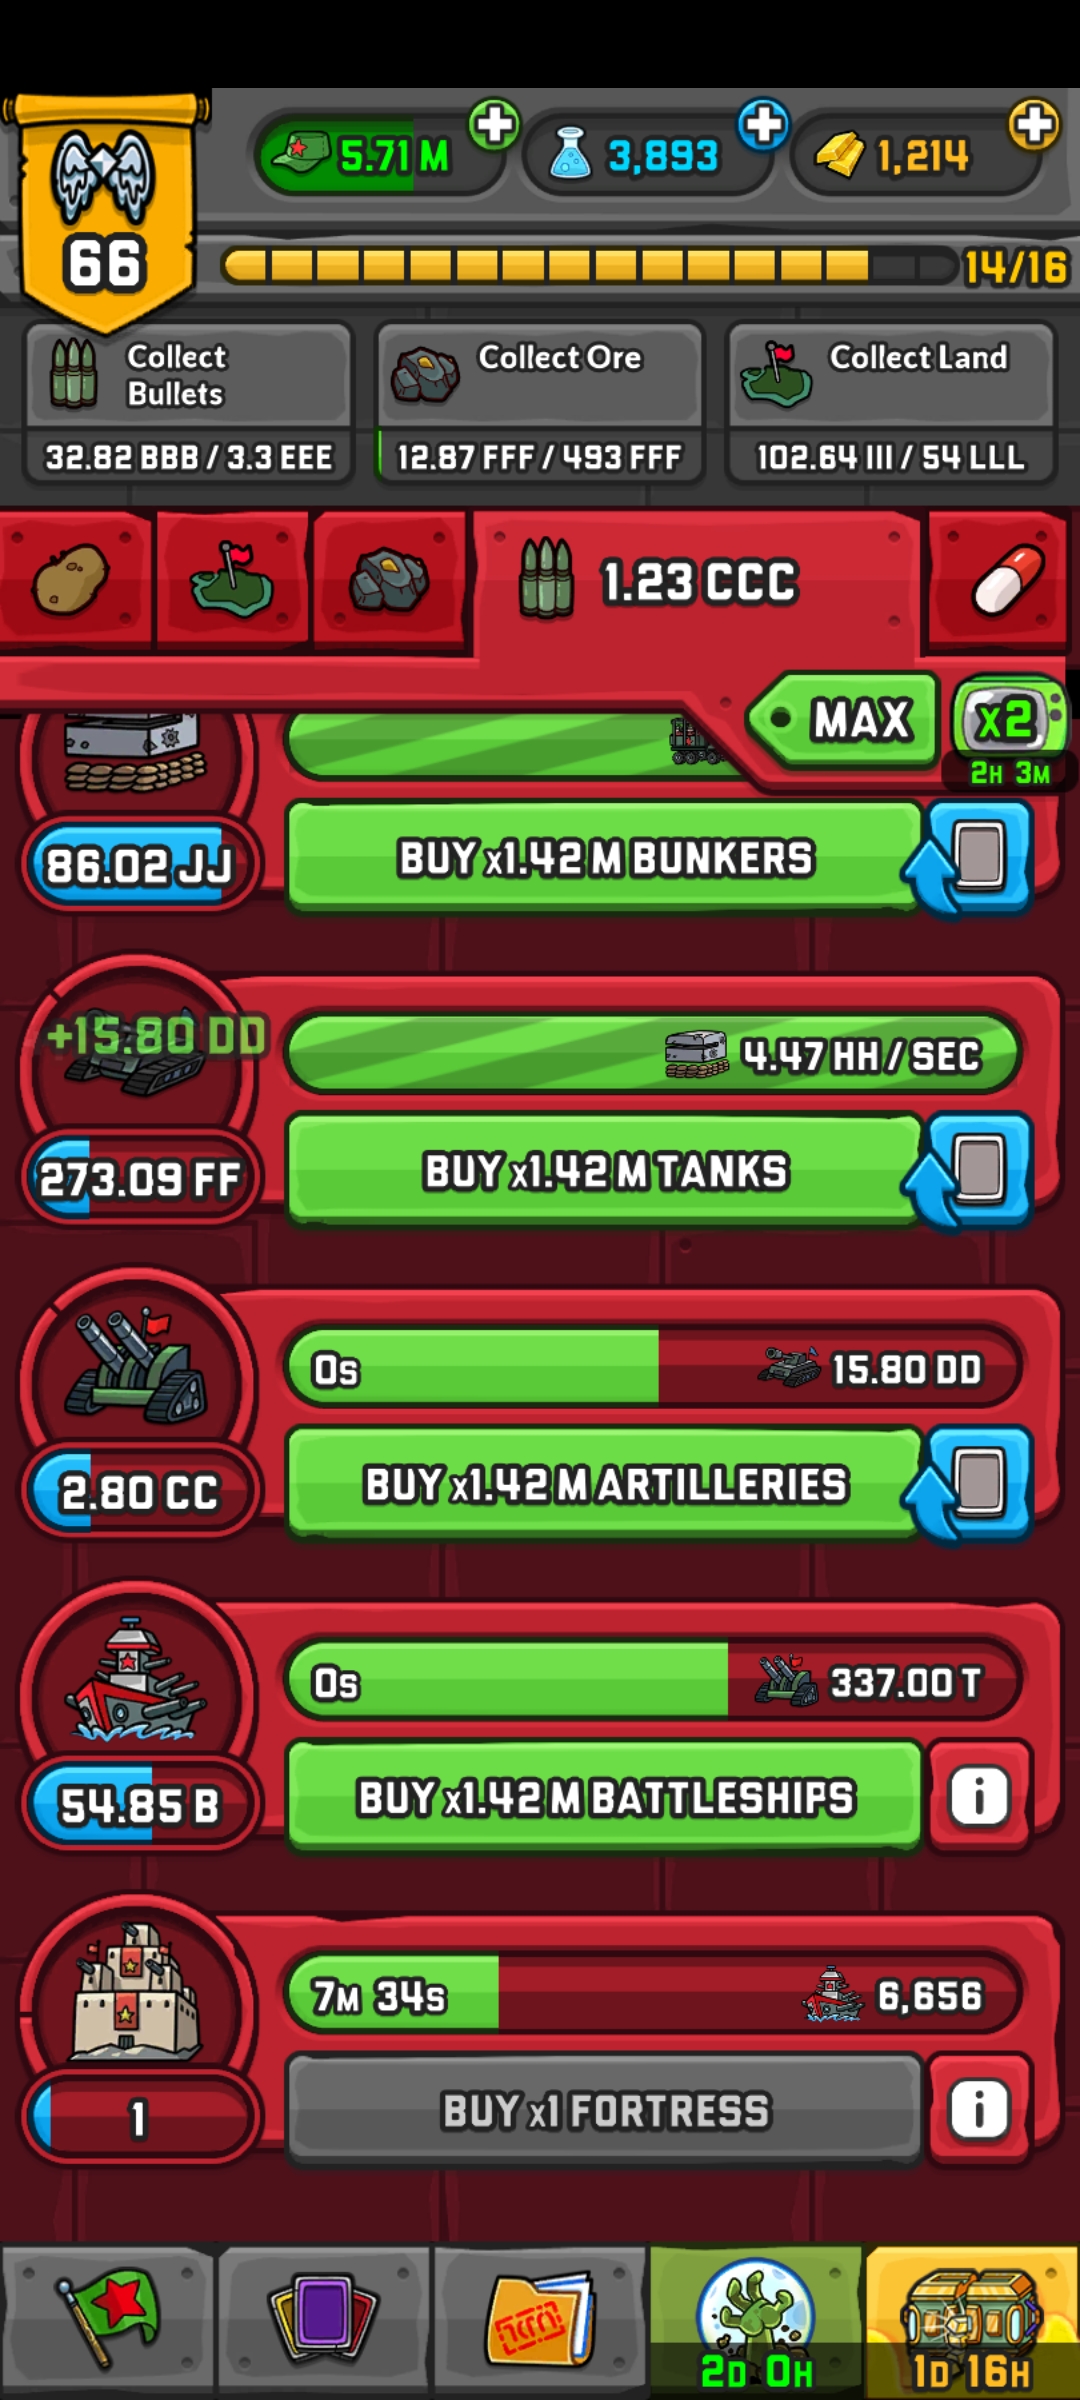 5.71 M
3,893
1,214
66
14/16
Collect
Bullets
32.82 BBB / 3.3 EEE
Collect Ore
12.87 FFF / 493 FFF
Collect Land
102.64 III / 54 LLL
1.23 CCC
MAX
x2
2H 3M
86.02 JJ
BUY x1.42 M BUNKERS
+15.80 DD
4.47 HH / SEC
273.09 FF
BUY x1.42 M TANKS
0s
15.80 DD
2.80 CC
BUY x1.42 M ARTILLERIES
0s
337.00 T
54.85 B
BUY x1.42 M BATTLESHIPS
i
7M 34s
6,656
1
BUY x1 FORTRESS
i
2D 0H
1D 16H